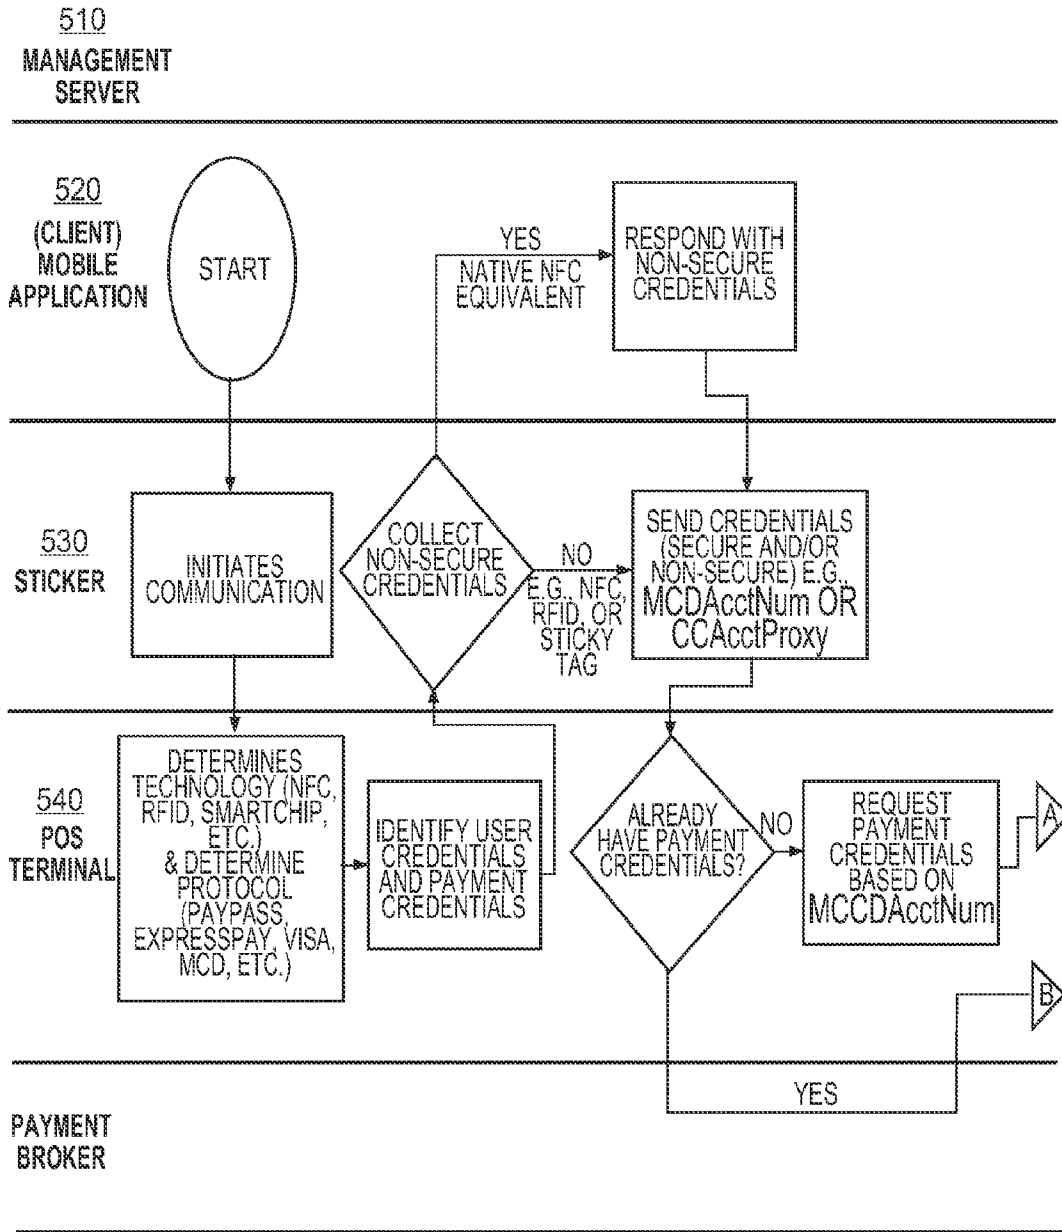 510
MANAGEMENT
SERVER
520
(CLIENT)
MOBILE
APPLICATION
START
YES
NATIVE NFC
EQUIVALENT
RESPOND WITH
NON-SECURE
CREDENTIALS
530
STICKER
INITIATES
COMMUNICATION
COLLECT
NON-SECURE
CREDENTIALS
NO
E.G., NFC,
RFID, OR
STICKY
TAG
SEND CREDENTIALS
(SECURE AND/OR
NON-SECURE) E.G.,
MCDAcctNum OR
CCAcctProxy
540
POS
TERMINAL
DETERMINES
TECHNOLOGY (NFC,
RFID, SMARTCHIP,
ETC.)
& DETERMINE
PROTOCOL
(PAYPASS,
EXPRESSPAY, VISA,
MCD, ETC.)
IDENTIFY USER
CREDENTIALS
AND PAYMENT
CREDENTIALS
ALREADY
HAVE PAYMENT
CREDENTIALS?
NO
REQUEST
PAYMENT
CREDENTIALS
BASED ON
MCCDAcctNum
A
B
YES
PAYMENT
BROKER